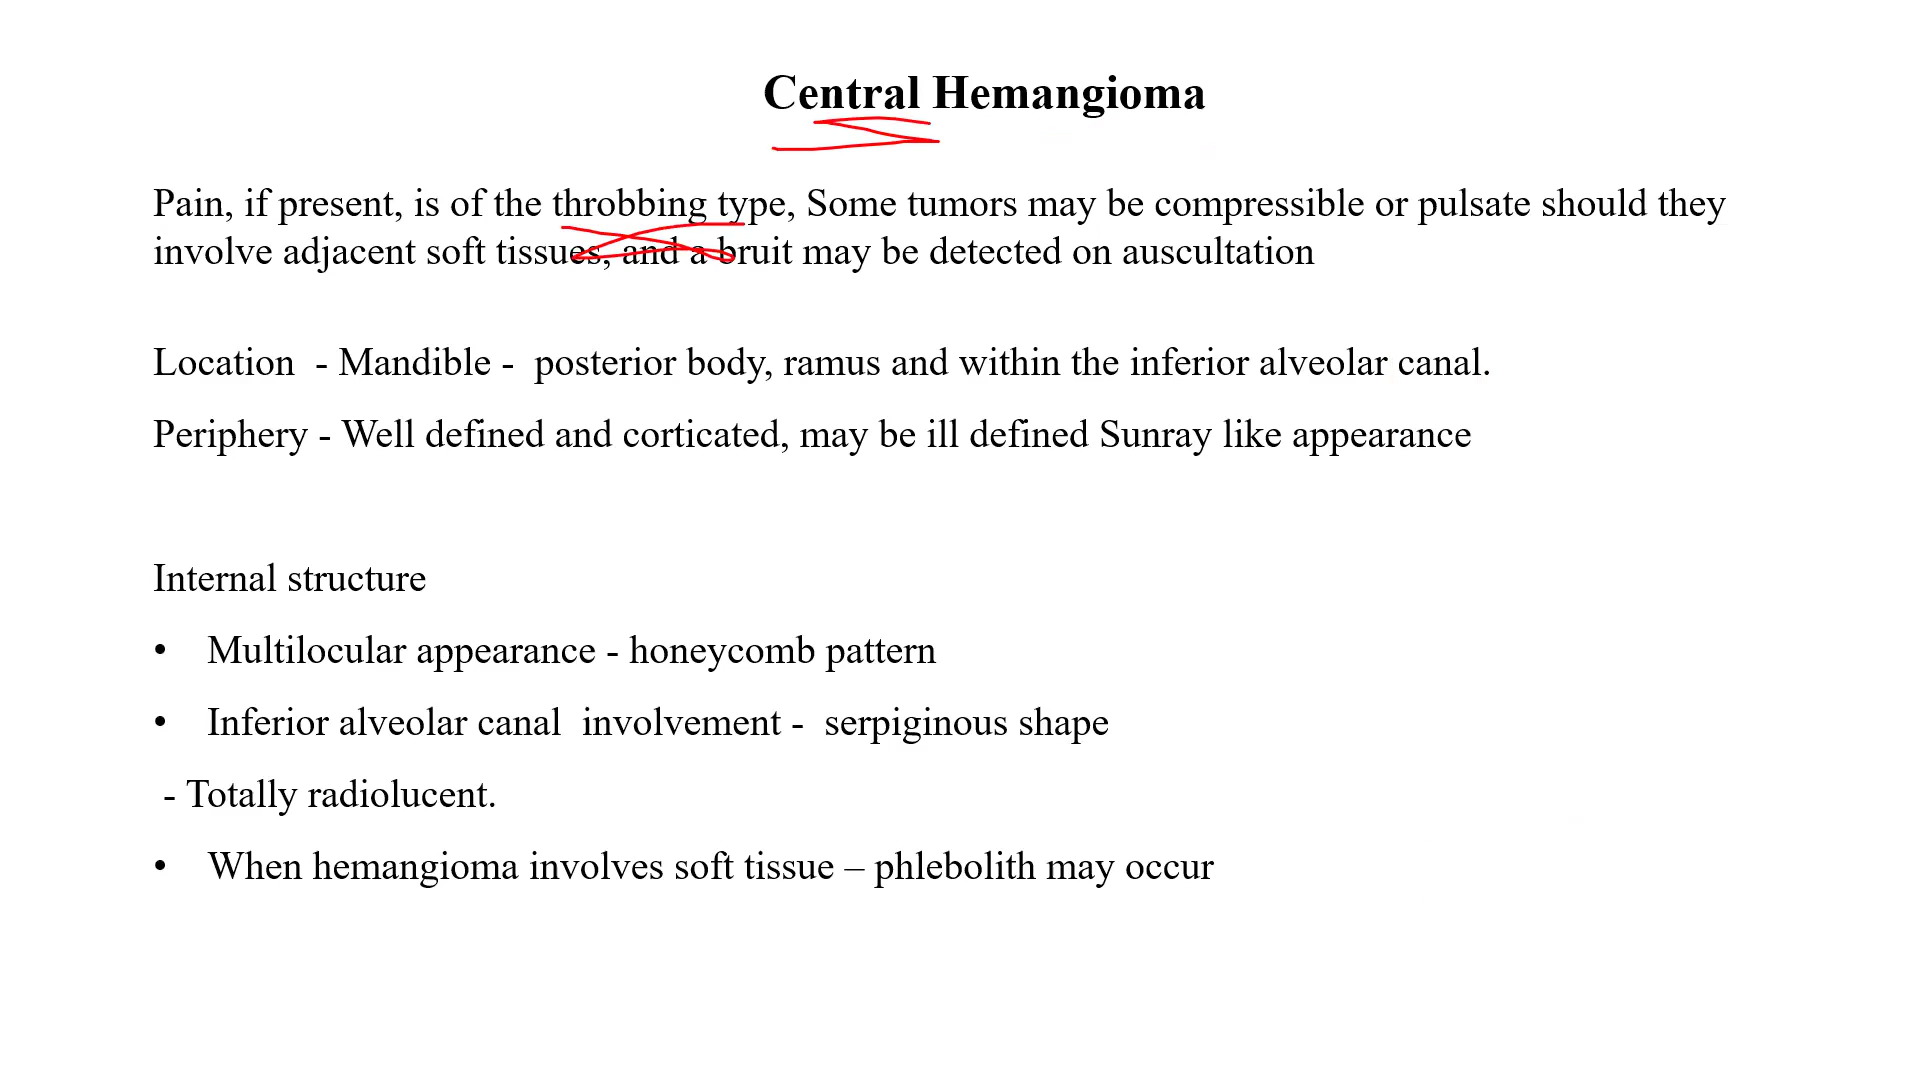 Central Hemangioma
Pain, if present, is of the throbbing type, Some tumors may be compressible or pulsate should they
involve adjacent soft tissues, and a bruit may be detected on auscultation
Location  - Mandible -  posterior body, ramus and within the inferior alveolar canal.
Periphery - Well defined and corticated, may be ill defined Sunray like appearance
Internal structure
• Multilocular appearance - honeycomb pattern
• Inferior alveolar canal  involvement -  serpiginous shape
- Totally radiolucent.
• When hemangioma involves soft tissue – phlebolith may occur